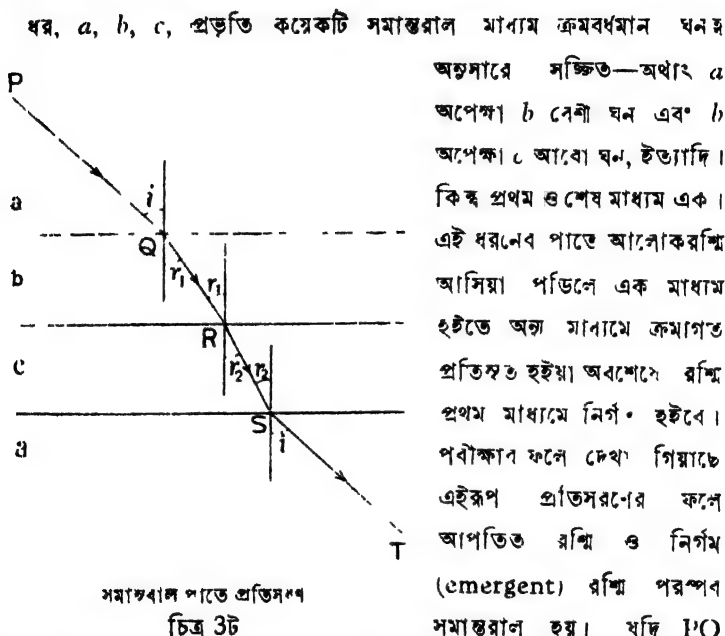 ধর, a, b, c, প্রভৃতি কয়েকটি সমান্তরাল মাধ্যম ক্রমবর্ধমান
অনুসারে সজ্জিত—অর্থাৎ a
অপেক্ষা b বেশী ঘন এবং b
অপেক্ষা c আরো ঘন, ইত্যাদি।
কিন্তু প্রথম ও শেষ মাধ্যম এক।
এই ধরনের পাতে আলোকরশ্মি
আসিয়া পড়িলে এক মাধ্যম
হইতে অন্য মাধ্যমে ক্রমাগত
প্রতিসৃত হইয়া অবশেষে রশ্মি
প্রথম মাধ্যমে হইবে।
পরীক্ষার ফলে দেখা গিয়াছে
এইরূপ প্রতিসরণের ফলে
আপতিত রশ্মি ও নির্গম
(emergent) রশ্মি পরস্পর
সমান্তরাল হয়। যদি PQ
P
i
a
Q
r₁
r₁
b
R
r₂
r₂
c
S
i
a
T
সমান্তরাল পাতে প্রতিসরণ
চিত্র 3ট